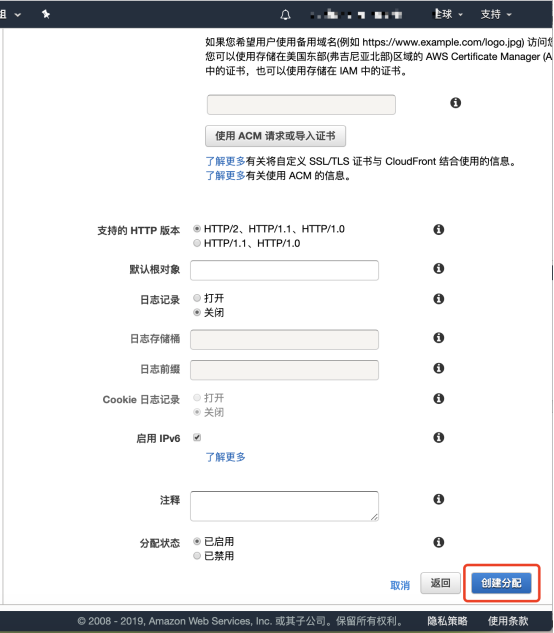 组
球 支持
如果您希望用户使用备用域名(例如 https://www.example.com/logo.jpg) 访问
您可以使用存储在美国东部(弗吉尼亚北部)区域的 AWS Certificate Manager (A
中的证书，也可以使用存储在 IAM 中的证书。
使用 ACM 请求或导入证书
了解更多有关将自定义 SSL/TLS 证书与 CloudFront 结合使用的信息。
了解更多有关使用 ACM 的信息。
支持的 HTTP 版本 HTTP/2、HTTP/1.1、HTTP/1.0
HTTP/1.1、HTTP/1.0
默认根对象
日志记录 打开
关闭
日志存储桶
日志前缀
Cookie 日志记录 打开
关闭
启用 IPv6
了解更多
注释
分配状态 已启用
已禁用
取消 返回 创建分配
© 2008 - 2019, Amazon Web Services, Inc. 或其子公司。保留所有权利。 隐私策略 使用条款